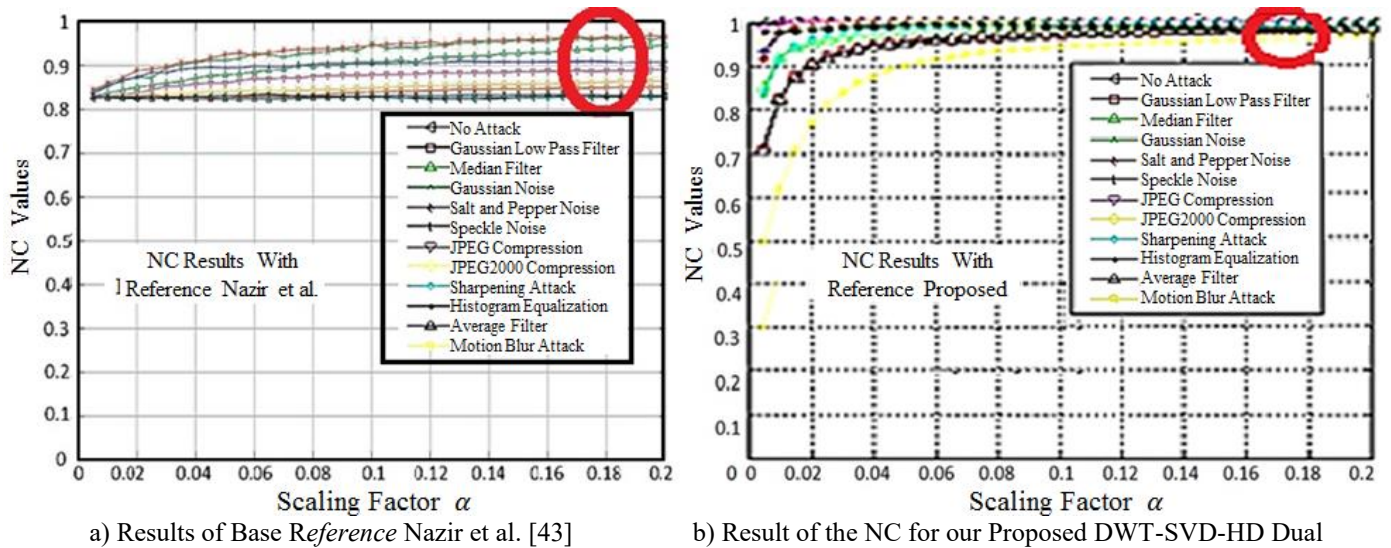 1
0.9
0.8
0.7
0.6
0.5
0.4
0.3
0.2
0.1
0
NC Values
No Attack
Gaussian Low Pass Filter
Median Filter
Gaussian Noise
Salt and Pepper Noise
Speckle Noise
JPEG Compression
JPEG2000 Compression
Sharpening Attack
Histogram Equalization
Average Filter
Motion Blur Attack
NC Results With
Reference Nazir et al.
0 0.02 0.04 0.06 0.08 0.1 0.12 0.14 0.16 0.18 0.2
Scaling Factor α
a) Results of Base Reference Nazir et al. [43]
1
0.9
0.8
0.7
0.6
0.5
0.4
0.3
0.2
0.1
0
NC Values
No Attack
Gaussian Low Pass Filter
Median Filter
Gaussian Noise
Salt and Pepper Noise
Speckle Noise
JPEG Compression
JPEG2000 Compression
Sharpening Attack
Histogram Equalization
Average Filter
Motion Blur Attack
NC Results With
Reference Proposed
0 0.02 0.04 0.06 0.08 0.1 0.12 0.14 0.16 0.18 0.2
Scaling Factor α
b) Result of the NC for our Proposed DWT-SVD-HD Dual